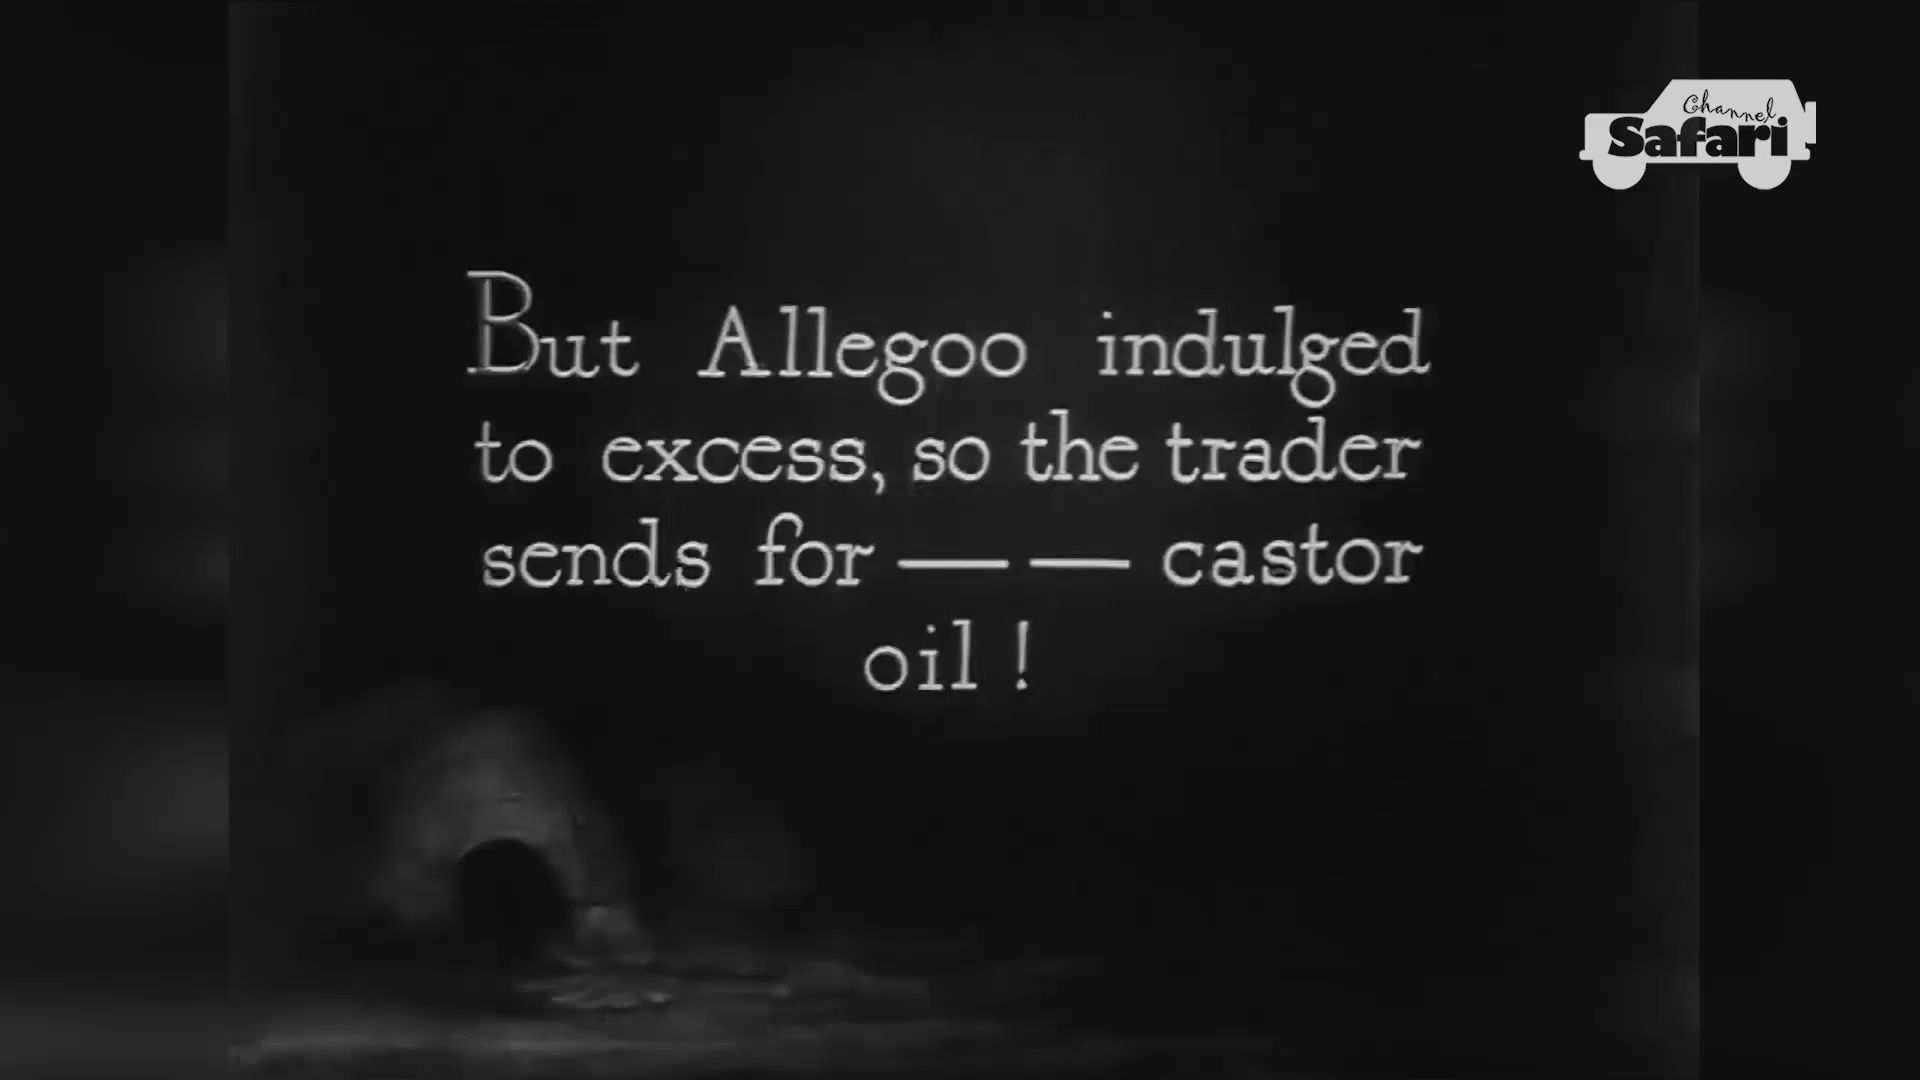 Channel
Safari
But Allegoo indulged
to excess, so the trader
sends for — — castor
oil !